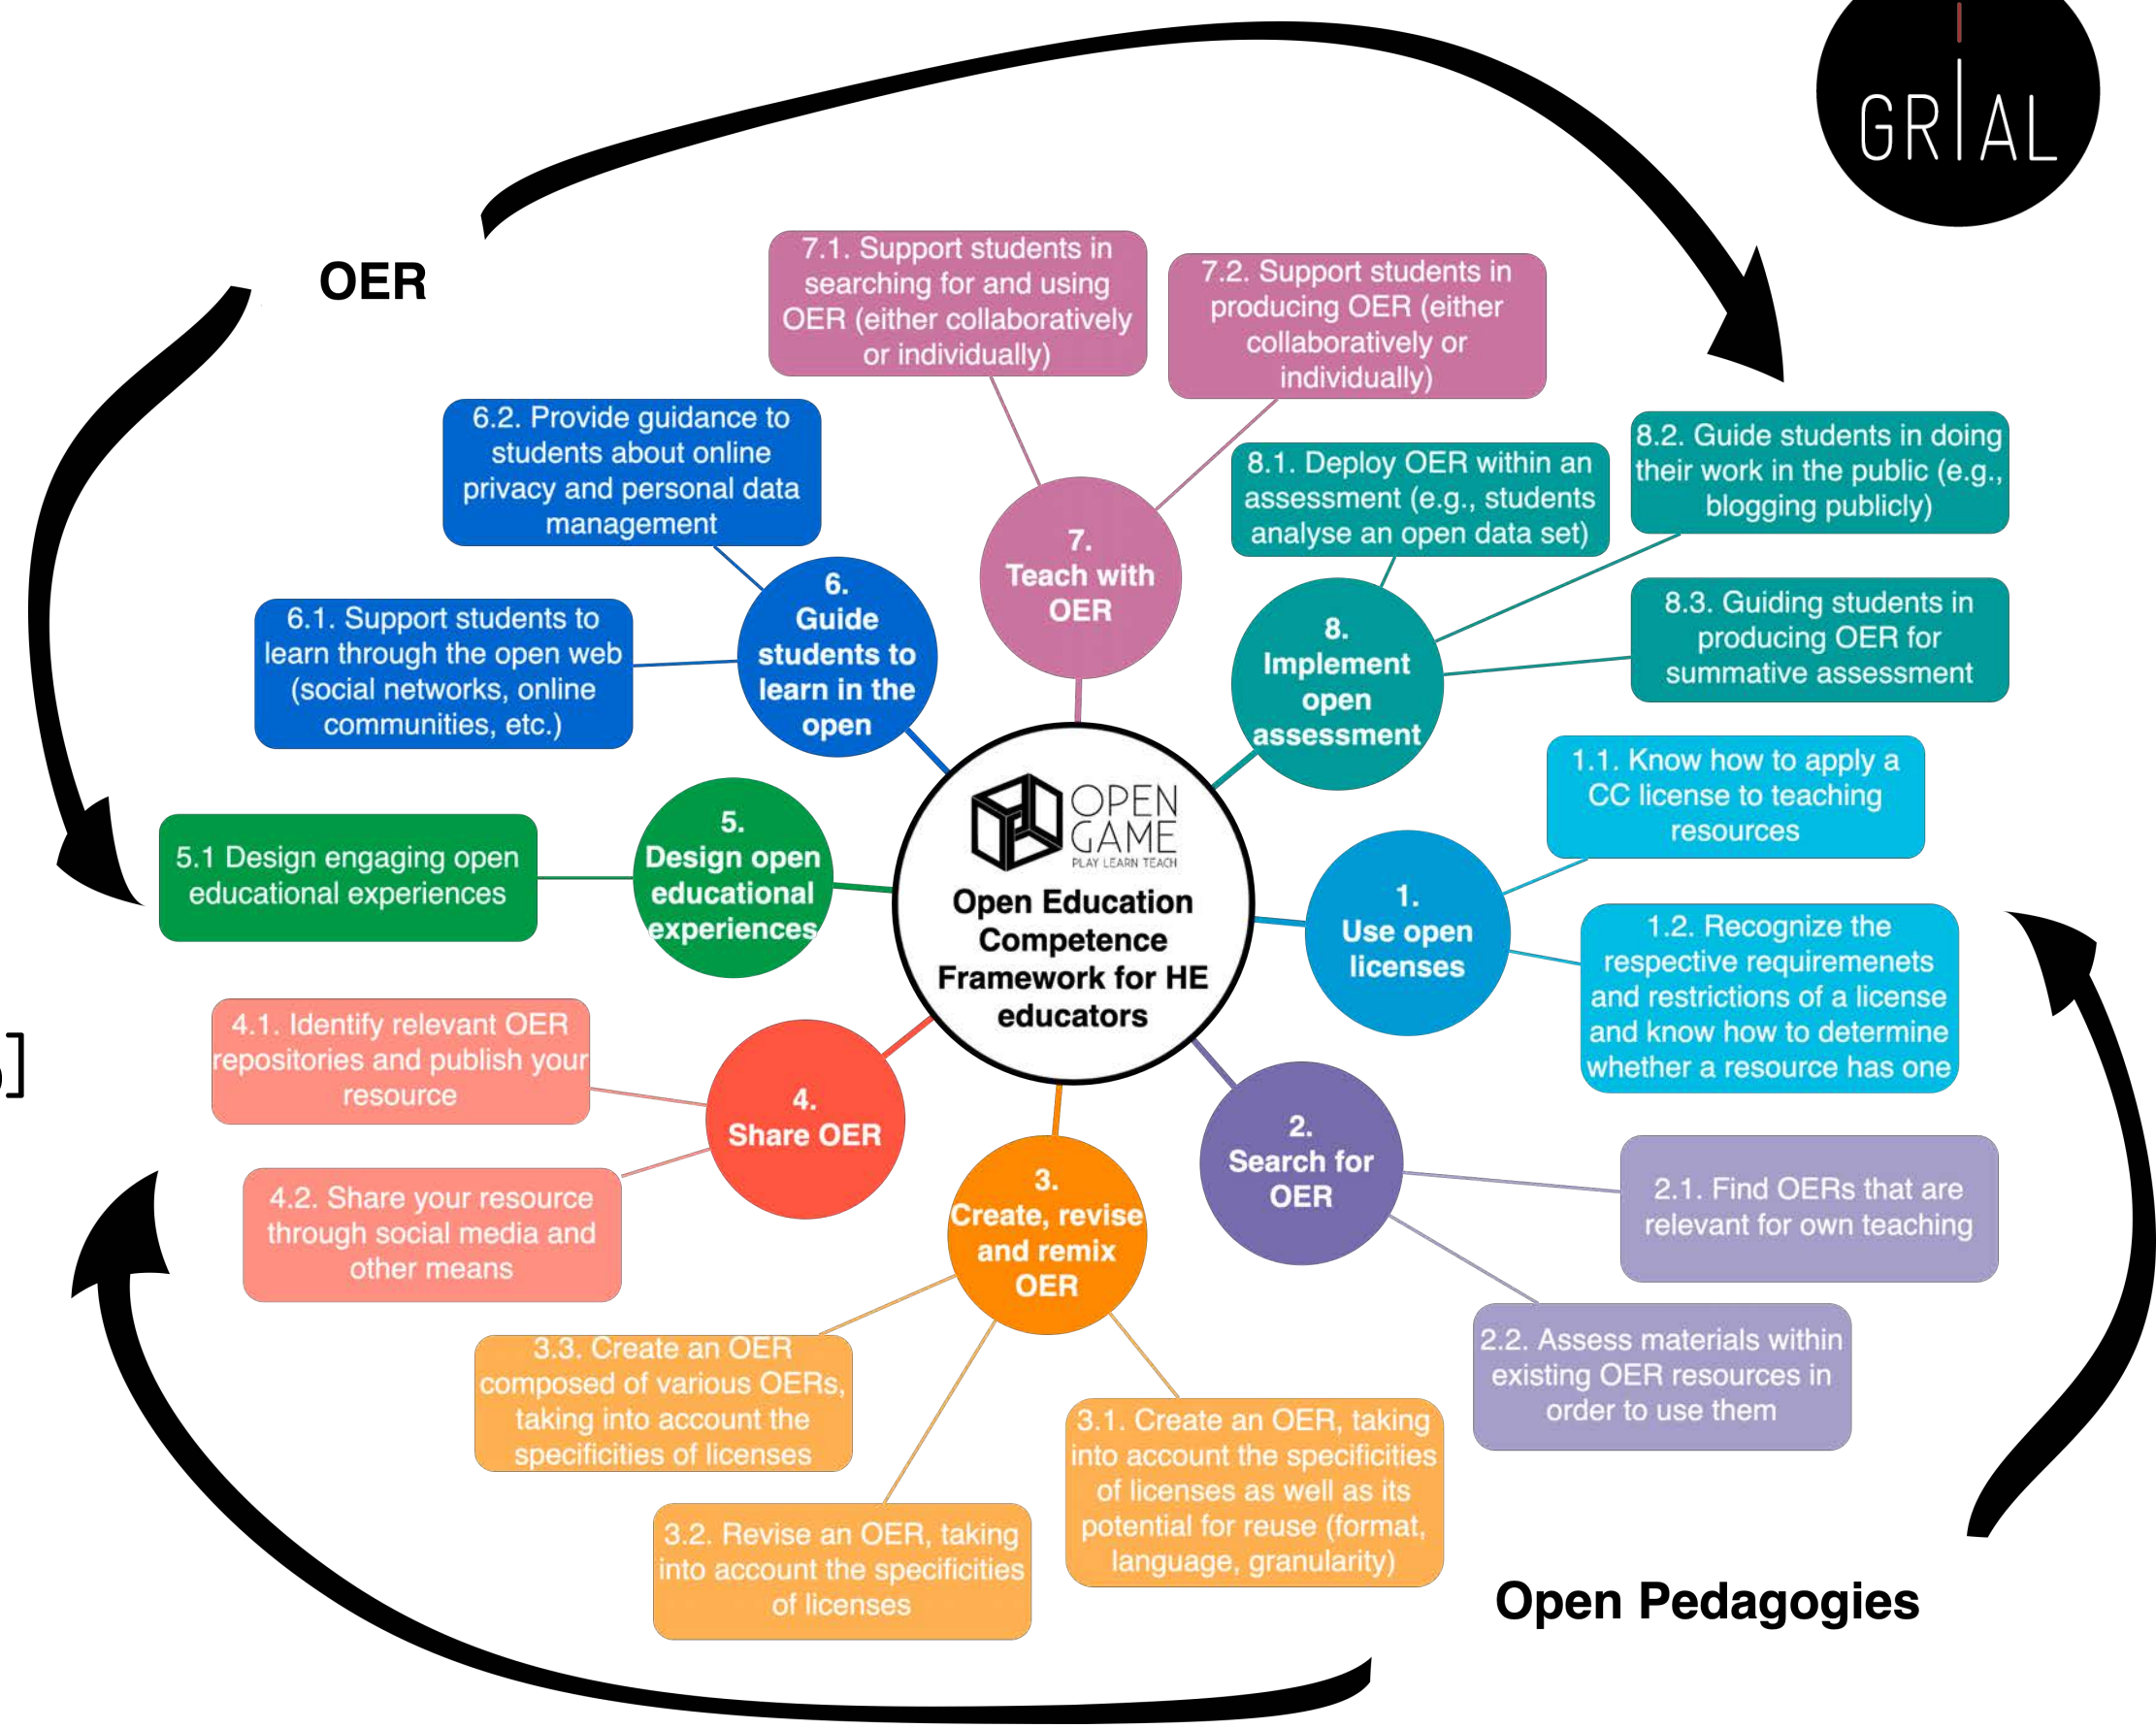 GRIAL
OER
7.1. Support students in
searching for and using
OER (either collaboratively
or individually)
7.2. Support students in
producing OER (either
collaboratively or
individually)
6.2. Provide guidance to
students about online
privacy and personal data
management
8.1. Deploy OER within an
assessment (e.g., students
analyse an open data set)
8.2. Guide students in doing
their work in the public (e.g.,
blogging publicly)
7.
Teach with
OER
6.
Guide
students to
learn in the
open
6.1. Support students to
learn through the open web
(social networks, online
communities, etc.)
8.
Implement
open
assessment
8.3. Guiding students in
producing OER for
summative assessment
1.1. Know how to apply a
CC license to teaching
resources
5.
Design open
educational
experiences
5.1 Design engaging open
educational experiences
OPEN
GAME
PLAY LEARN TEACH
Open Education
Competence
Framework for HE
educators
1.
Use open
licenses
1.2. Recognize the
respective requiremenets
and restrictions of a license
and know how to determine
whether a resource has one
4.1. Identify relevant OER
repositories and publish your
resource
]
4.
Share OER
4.2. Share your resource
through social media and
other means
3.
Create, revise
and remix
OER
2.
Search for
OER
2.1. Find OERs that are
relevant for own teaching
2.2. Assess materials within
existing OER resources in
order to use them
3.3. Create an OER
composed of various OERs,
taking into account the
specificities of licenses
3.1. Create an OER, taking
into account the specificities
of licenses as well as its
potential for reuse (format,
language, granularity)
3.2. Revise an OER, taking
into account the specificities
of licenses
Open Pedagogies